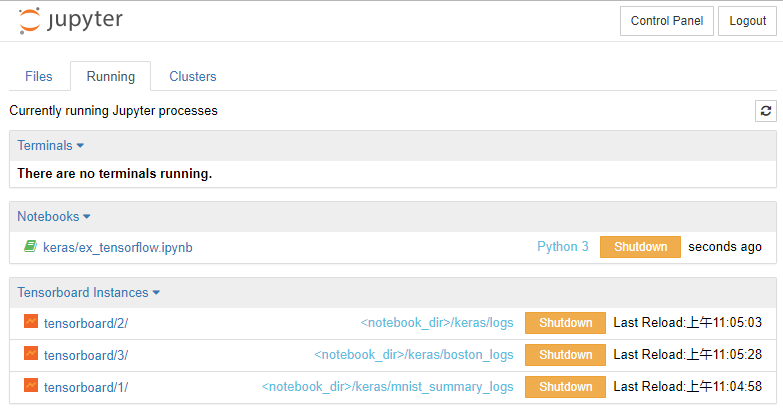 jupyter Control Panel Logout
Files Running Clusters
Currently running Jupyter processes
Terminals
There are no terminals running.
Notebooks
keras/ex_tensorflow.ipynb Python 3 Shutdown seconds ago
Tensorboard Instances
tensorboard/2/ <notebook_dir>/keras/logs Shutdown Last Reload:上午11:05:03
tensorboard/3/ <notebook_dir>/keras/boston_logs Shutdown Last Reload:上午11:05:28
tensorboard/1/ <notebook_dir>/keras/mnist_summary_logs Shutdown Last Reload:上午11:04:58